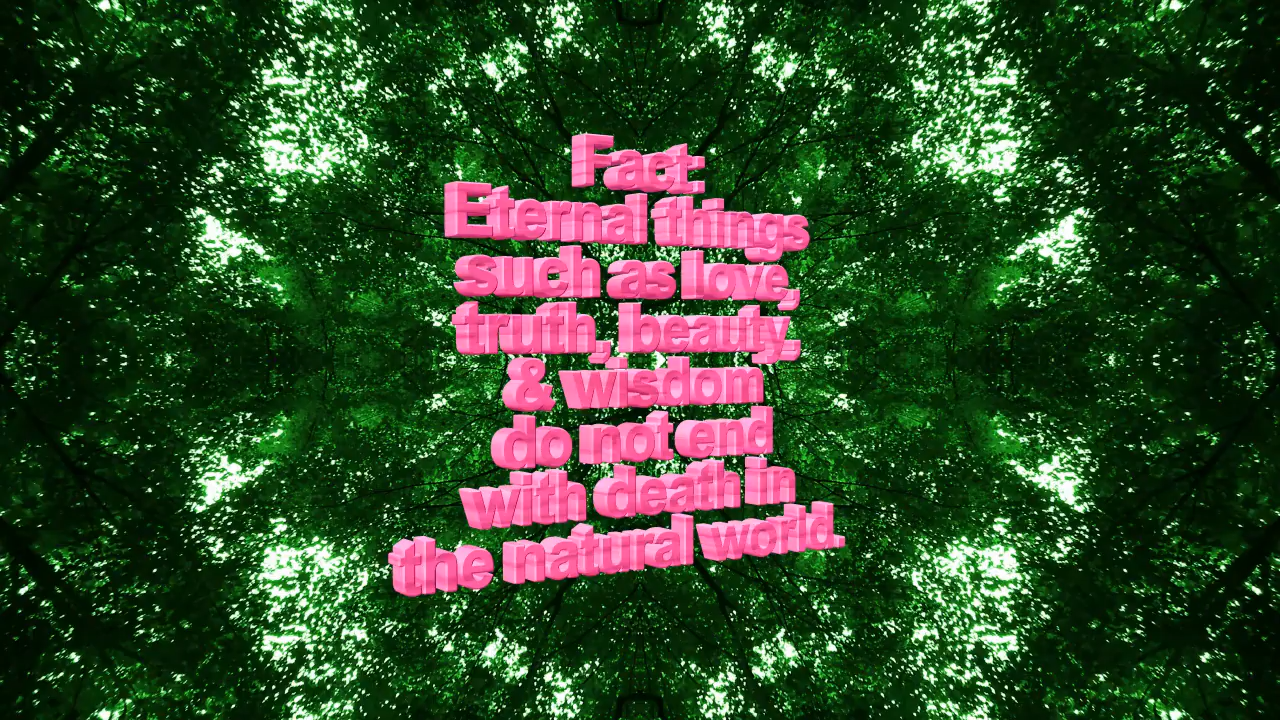 Fact:
Eternal things
such as love,
truth, beauty,
& wisdom
do not end
with death in
the natural world.